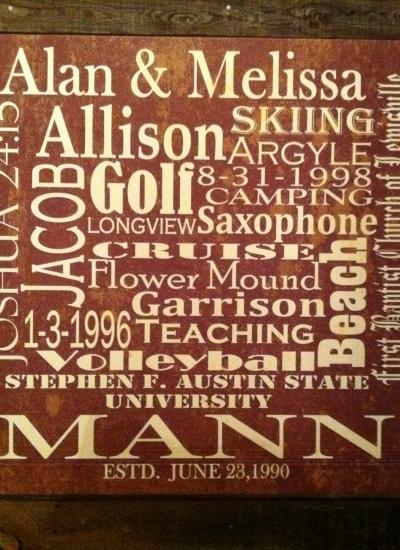 Alan & Melissa
JOSHUA 24:15
Allison
SKIING
ARGYLE
JACOB
Golf
8-31-1998
CAMPING
LONGVIEW
Saxophone
CRUISE
Flower Mound
Beach
First Baptist Church of Lewisville
Garrison
1-3-1996
TEACHING
Volleyball
STEPHEN F. AUSTIN STATE
UNIVERSITY
MANN
ESTD. JUNE 23,1990